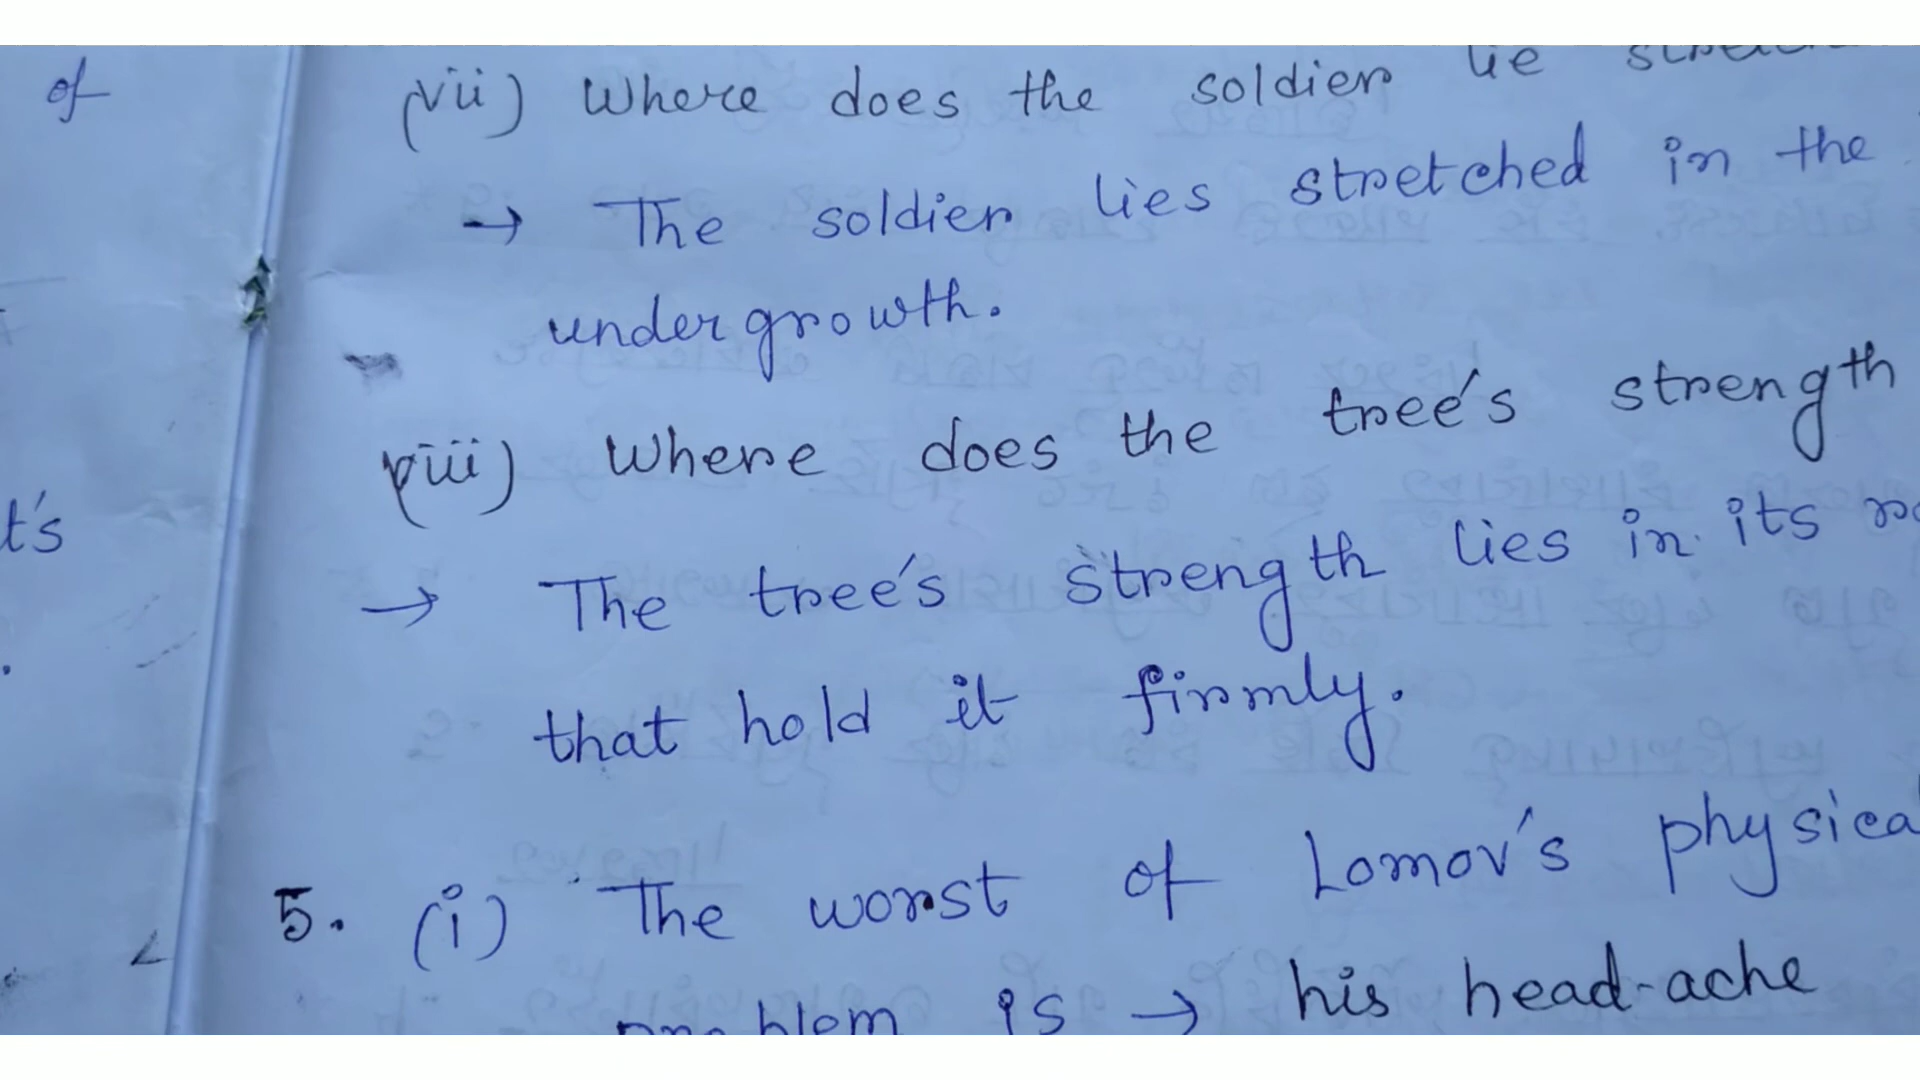 of
(vii) Where does the soldier lie
→ The soldier lies stretched in the
undergrowth.
viii) Where does the tree's strength
t's
→ The tree's strength lies in its
that hold it firmly.
5. (i) The worst of Lomov's physica
problem is → his head-ache